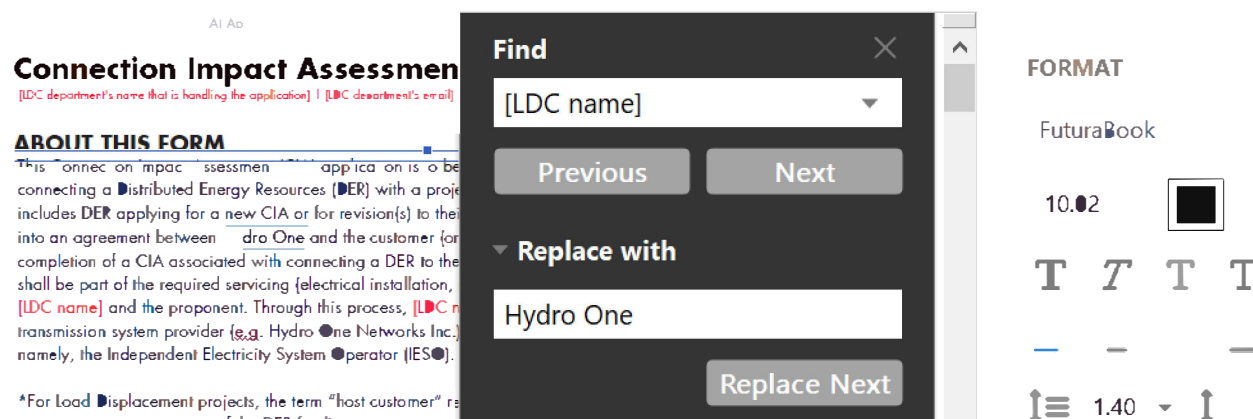 Connection Impact Assessmen
[LDC department's name that is handling the application] | [LDC department's email]
ABOUT THIS FORM
connecting a Distributed Energy Resources (DER) with a proje
includes DER applying for a new CIA or for revision(s) to thei
into an agreement between dro One and the customer (or
completion of a CIA associated with connecting a DER to the
shall be part of the required servicing (electrical installation,
[LDC name] and the proponent. Through this process, [LDC n
transmission system provider (e.g. Hydro One Networks Inc.)
namely, the Independent Electricity System Operator (IESO).
*For Load Displacement projects, the term "host customer" re
Find
[LDC name]
Previous Next
Replace with
Hydro One
Replace Next
FORMAT
FuturaBook
10.02
T T T T
1.40